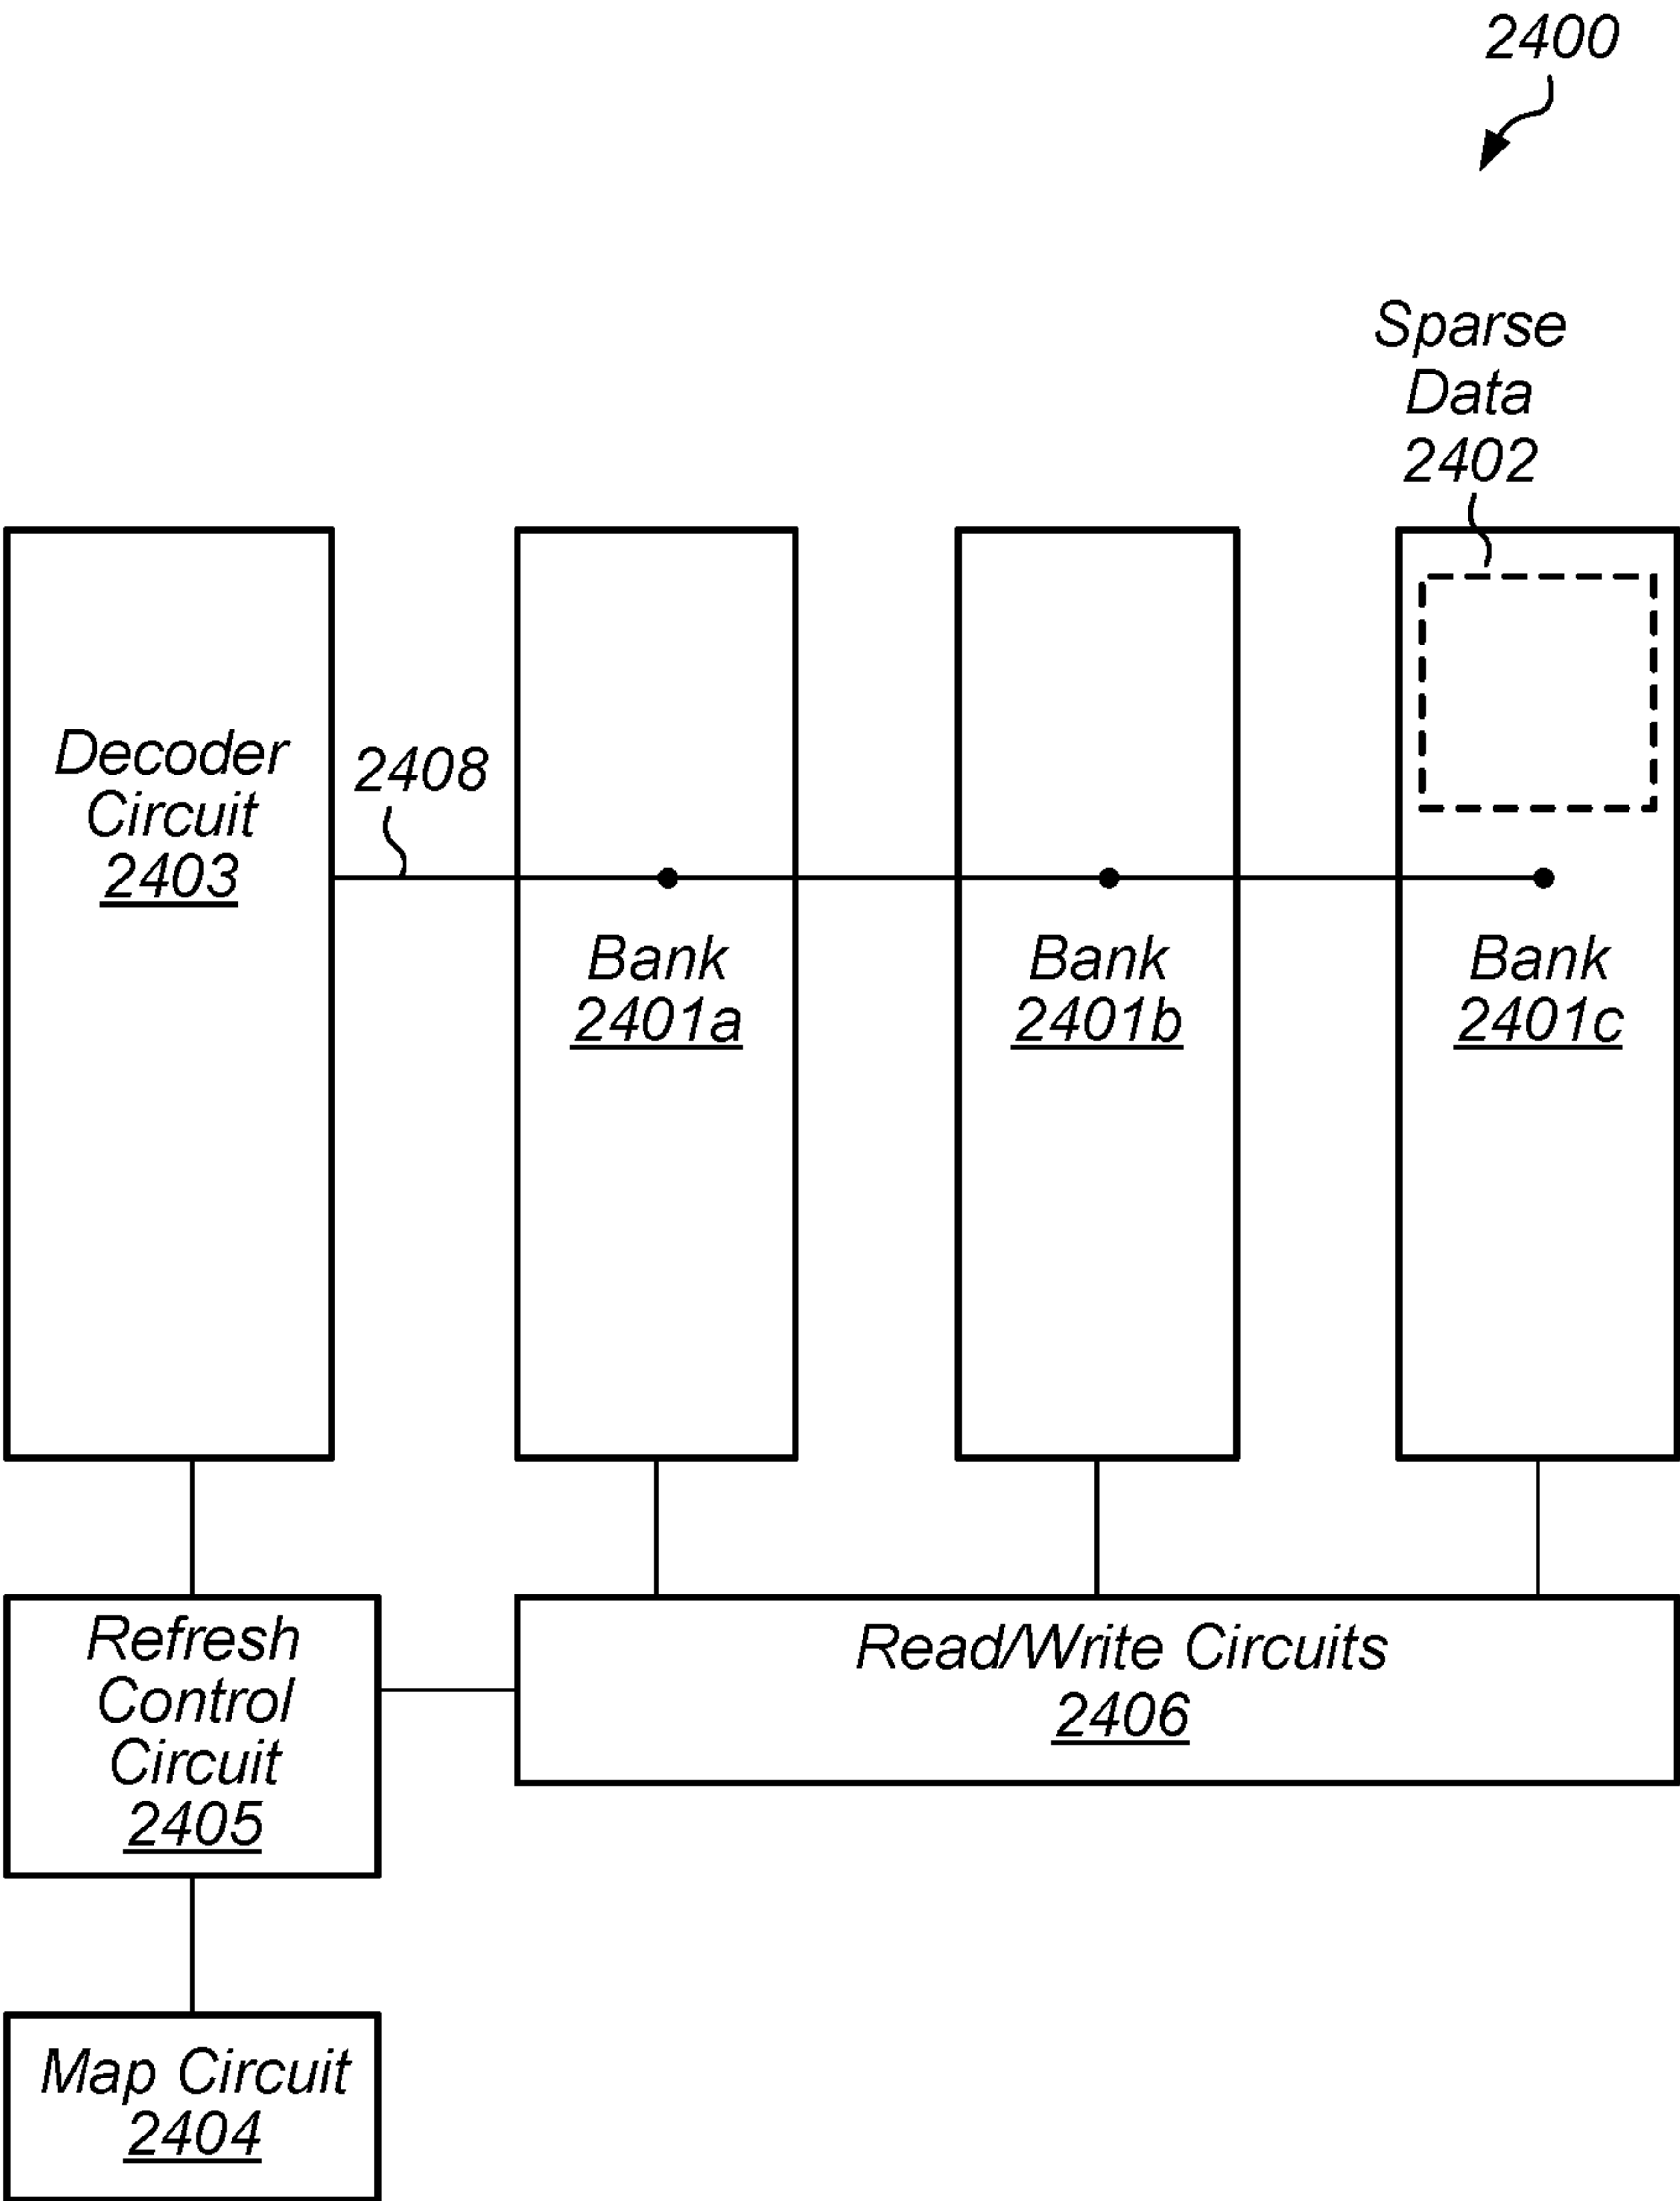 2400
Sparse
Data
2402
Decoder
Circuit
2403
2408
Bank
2401a
Bank
2401b
Bank
2401c
Refresh
Control
Circuit
2405
Read/Write Circuits
2406
Map Circuit
2404